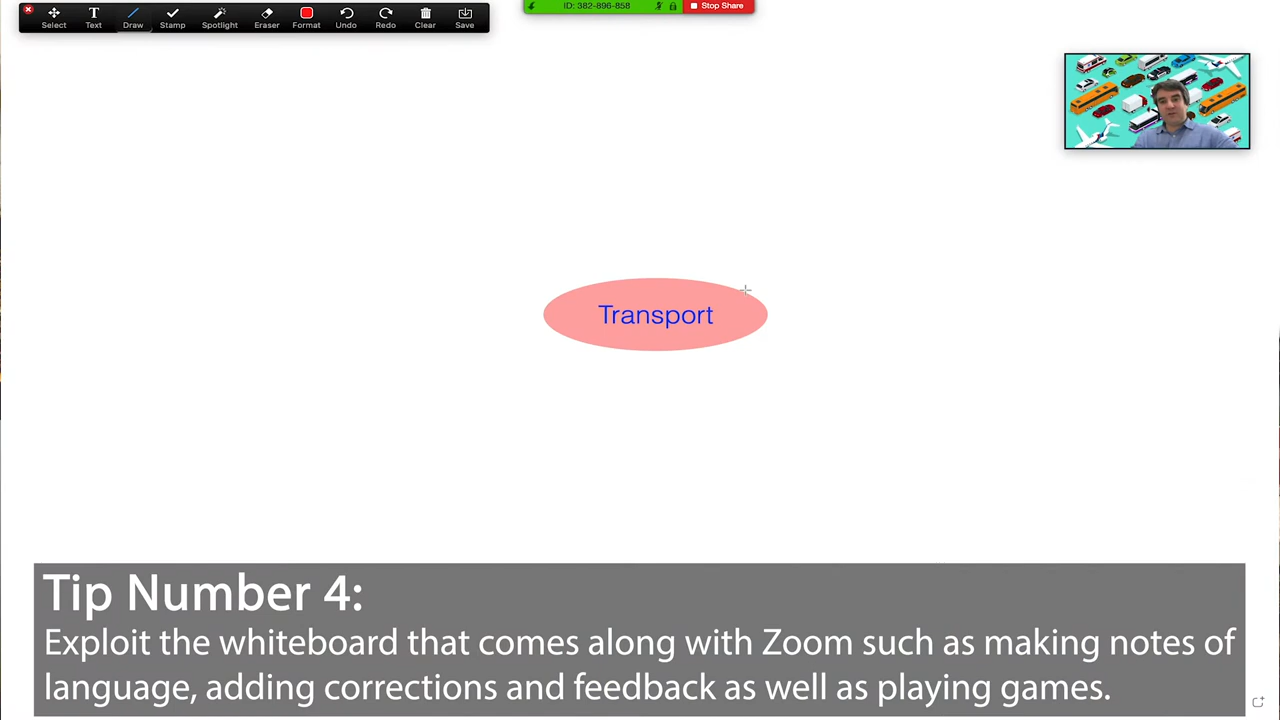 Select Text Draw Stamp Spotlight Eraser Format Undo Redo Clear Save
ID: 382-896-858 Stop Share
Transport
Tip Number 4:
Exploit the whiteboard that comes along with Zoom such as making notes of
language, adding corrections and feedback as well as playing games.